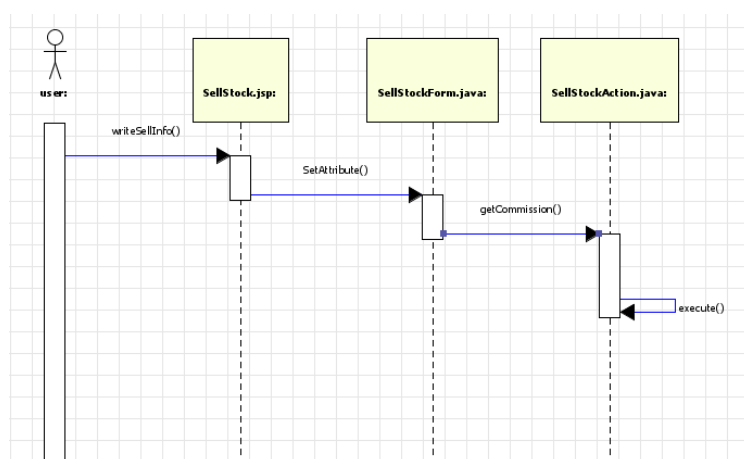 user:
SellStock.jsp:
SellStockForm.java:
SellStockAction.java:
writeSellInfo()
SetAttribute()
getCommission()
execute()